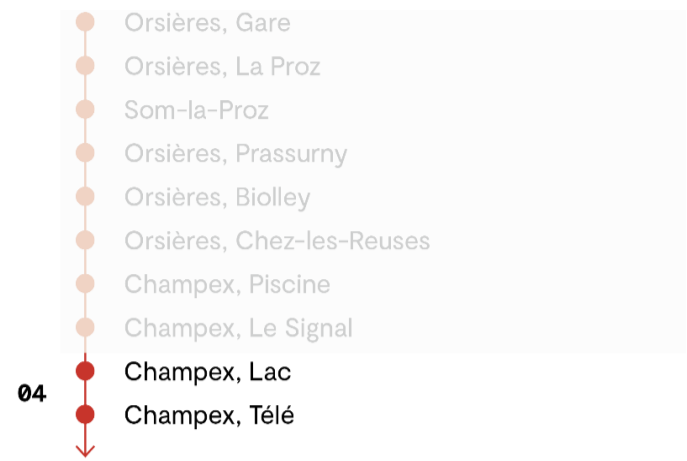 Orsières, Gare
Orsières, La Proz
Som-la-Proz
Orsières, Prassurny
Orsières, Biolley
Orsières, Chez-les-Reuses
Champex, Piscine
Champex, Le Signal
Champex, Lac
04
Champex, Télé